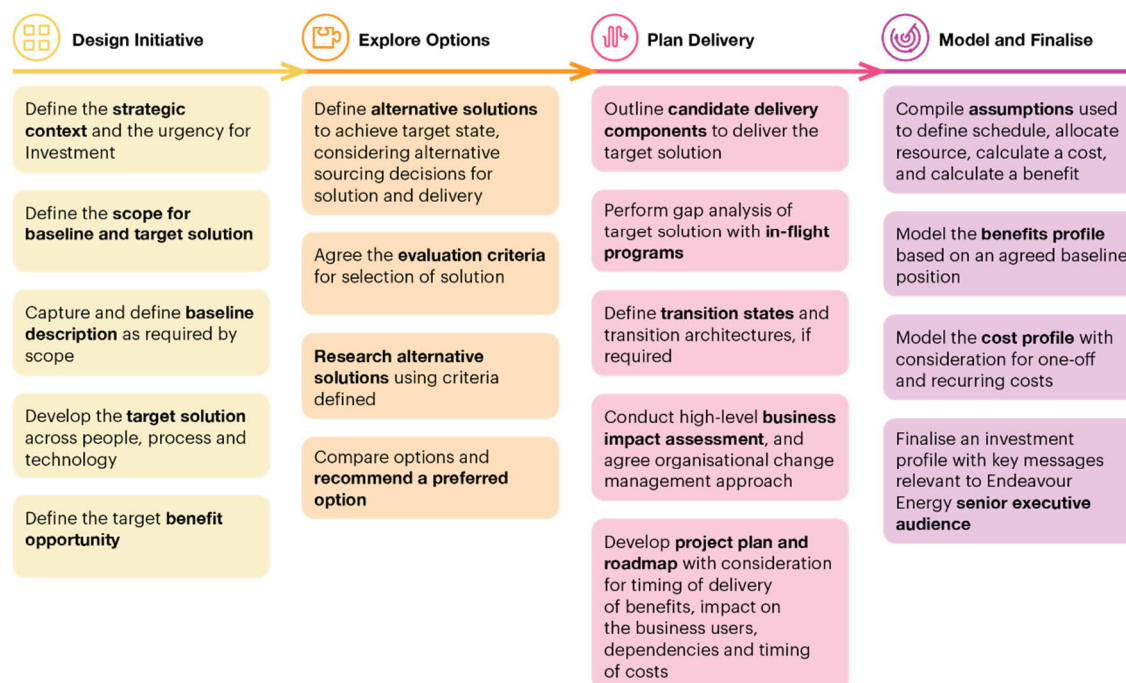 Design Initiative
Define the strategic
context and the urgency for
Investment
Define the scope for
baseline and target solution
Capture and define baseline
description as required by
scope
Develop the target solution
across people, process and
technology
Define the target benefit
opportunity
Explore Options
Define alternative solutions
to achieve target state,
considering alternative
sourcing decisions for
solution and delivery
Agree the evaluation criteria
for selection of solution
Research alternative
solutions using criteria
defined
Compare options and
recommend a preferred
option
Plan Delivery
Outline candidate delivery
components to deliver the
target solution
Perform gap analysis of
target solution with in-flight
programs
Define transition states and
transition architectures, if
required
Conduct high-level business
impact assessment, and
agree organisational change
management approach
Develop project plan and
roadmap with consideration
for timing of delivery
of benefits, impact on
the business users,
dependencies and timing
of costs
Model and Finalise
Compile assumptions used
to define schedule, allocate
resource, calculate a cost,
and calculate a benefit
Model the benefits profile
based on an agreed baseline
position
Model the cost profile with
consideration for one-off
and recurring costs
Finalise an investment
profile with key messages
relevant to Endeavour
Energy senior executive
audience